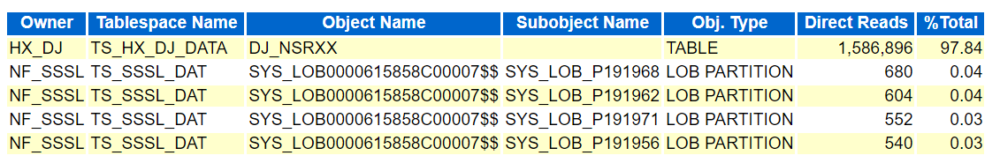 Owner Tablespace Name Object Name Subobject Name Obj. Type Direct Reads %Total
HX_DJ TS_HX_DJ_DATA DJ_NSRXX TABLE 1,586,896 97.84
NF_SSSL TS_SSSL_DAT SYS_LOB0000615858C00007$$ SYS_LOB_P191968 LOB PARTITION 680 0.04
NF_SSSL TS_SSSL_DAT SYS_LOB0000615858C00007$$ SYS_LOB_P191962 LOB PARTITION 604 0.04
NF_SSSL TS_SSSL_DAT SYS_LOB0000615858C00007$$ SYS_LOB_P191971 LOB PARTITION 552 0.03
NF_SSSL TS_SSSL_DAT SYS_LOB0000615858C00007$$ SYS_LOB_P191956 LOB PARTITION 540 0.03